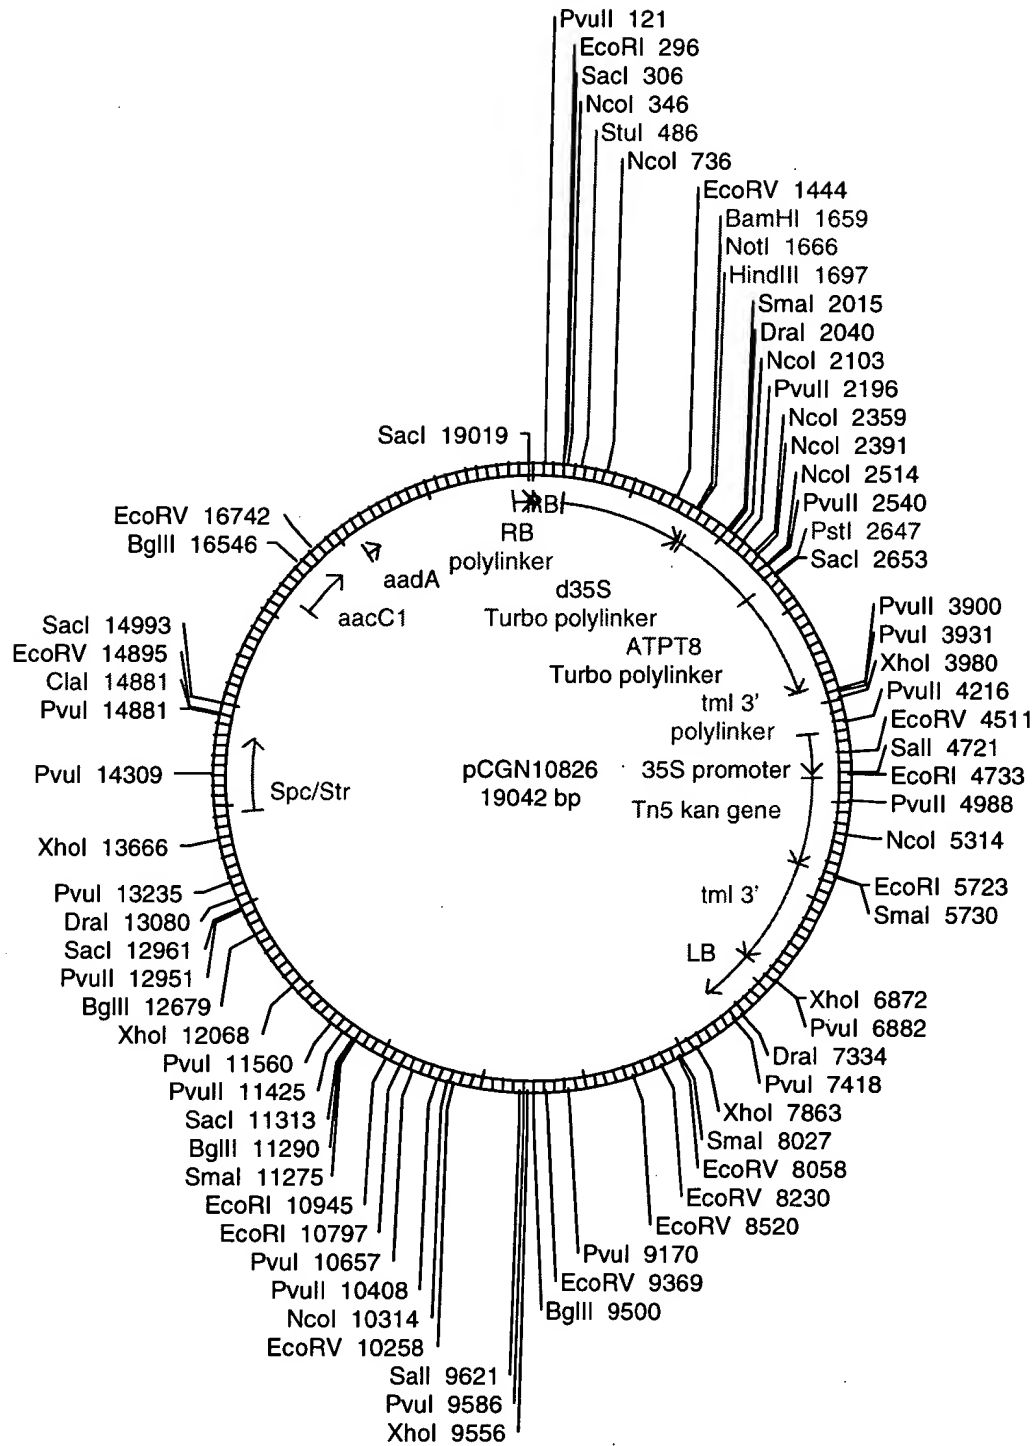 PvuII 121
EcoRI 296
SacI 306
NcoI 346
StuI 486
NcoI 736
EcoRV 1444
BamHI 1659
NotI 1666
HindIII 1697
SmaI 2015
DraI 2040
NcoI 2103
PvuII 2196
NcoI 2359
NcoI 2391
NcoI 2514
PvuII 2540
PstI 2647
SacI 2653
PvuII 3900
PvuI 3931
XhoI 3980
PvuII 4216
EcoRV 4511
SalI 4721
EcoRI 4733
PvuII 4988
NcoI 5314
EcoRI 5723
SmaI 5730
XhoI 6872
PvuI 6882
DraI 7334
PvuI 7418
XhoI 7863
SmaI 8027
EcoRV 8058
EcoRV 8230
EcoRV 8520
PvuI 9170
EcoRV 9369
BglII 9500
XhoI 9556
PvuI 9586
SalI 9621
EcoRV 10258
NcoI 10314
PvuII 10408
PvuI 10657
EcoRI 10797
EcoRI 10945
SmaI 11275
BglII 11290
SacI 11313
PvuII 11425
PvuI 11560
XhoI 12068
BglII 12679
PvuII 12951
SacI 12961
DraI 13080
PvuI 13235
XhoI 13666
PvuI 14309
PvuI 14881
ClaI 14881
EcoRV 14895
SacI 14993
BglII 16546
EcoRV 16742
SacI 19019
RB
RB
polylinker
d35S
Turbo polylinker
ATPT8
Turbo polylinker
tml 3'
polylinker
35S promoter
Tn5 kan gene
tml 3'
LB
Spc/Str
aacC1
aadA
pCGN10826
19042 bp